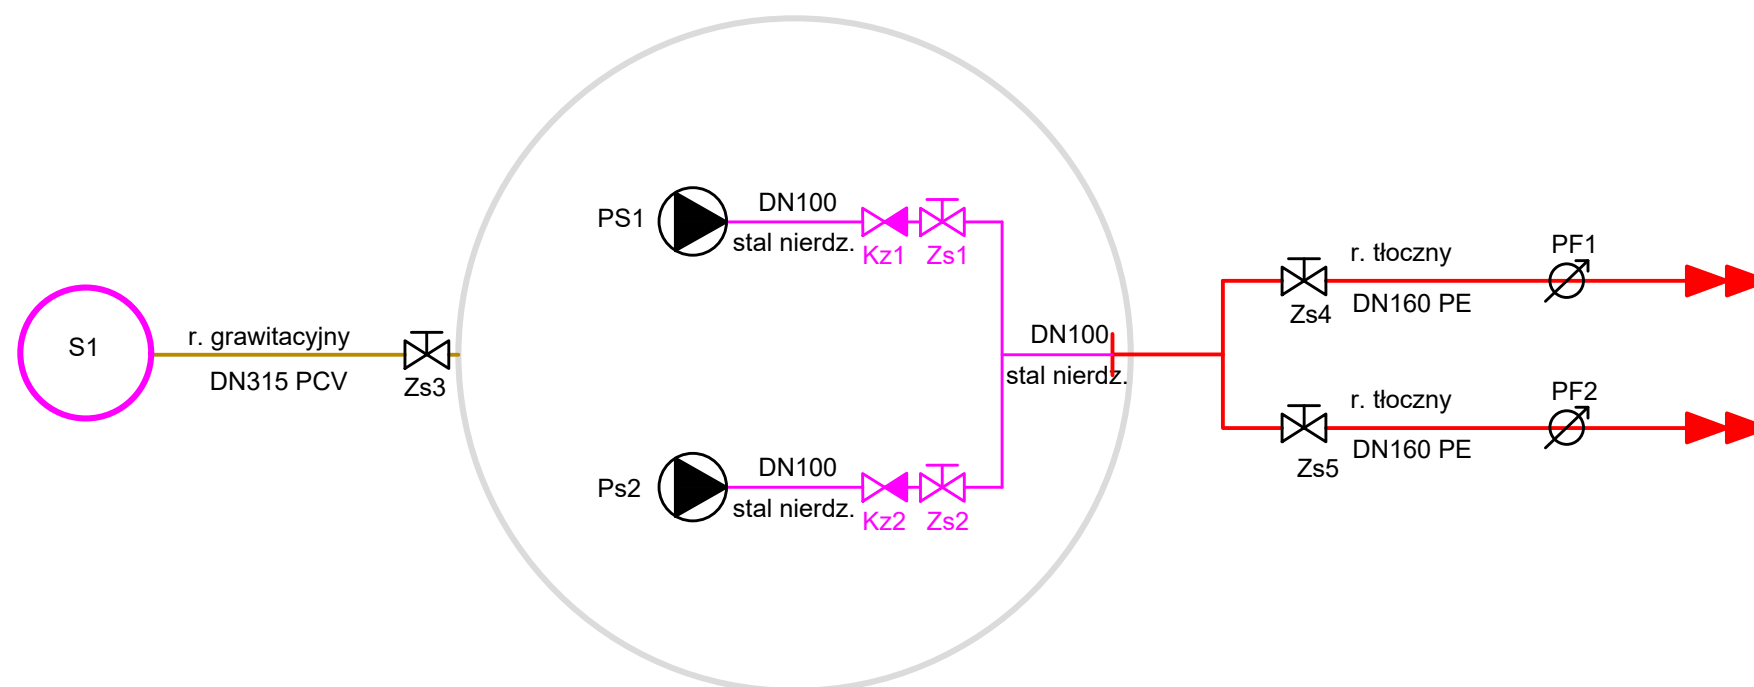 S1
r. grawitacyjny
DN315 PCV
Zs3
PS1
DN100
stal nierdz.
Kz1
Zs1
Ps2
DN100
stal nierdz.
Kz2
Zs2
DN100
stal nierdz.
Zs4
r. tłoczny
DN160 PE
PF1
Zs5
r. tłoczny
DN160 PE
PF2